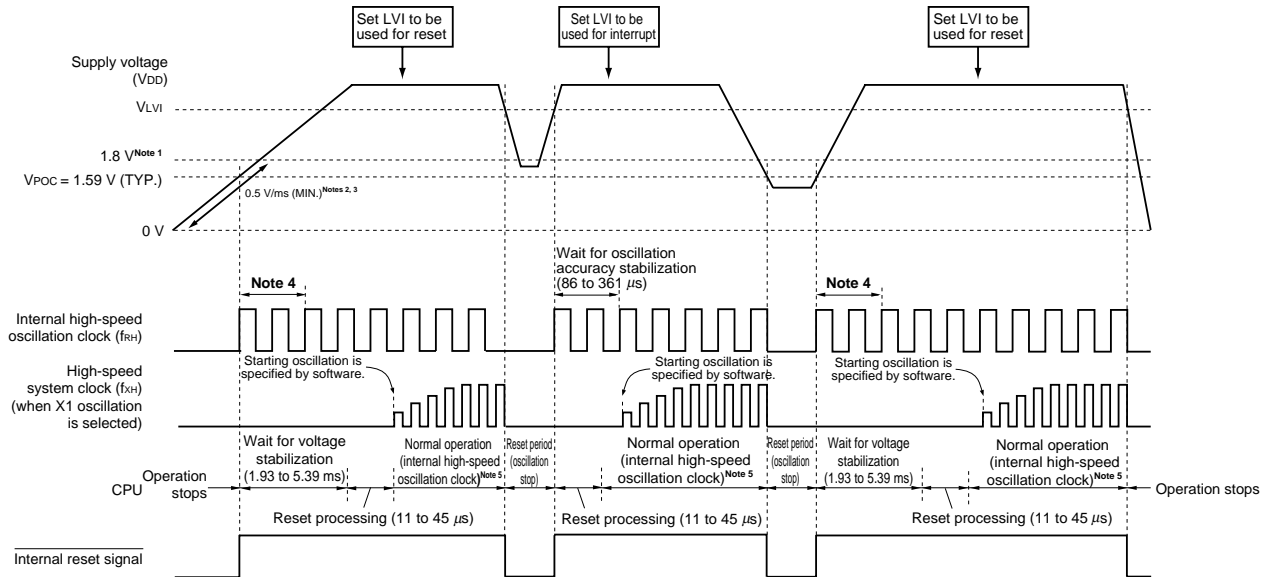 Set LVI to be
used for reset
Set LVI to be
used for interrupt
Set LVI to be
used for reset
Supply voltage
(VDD)
VLVI
1.8 V Note 1
VPOC = 1.59 V (TYP.)
0.5 V/ms (MIN.) Notes 2, 3
0 V
Note 4
Wait for oscillation
accuracy stabilization
(86 to 361 μs)
Note 4
Internal high-speed
oscillation clock (fRH)
Starting oscillation is
specified by software.
Starting oscillation is
specified by software.
Starting oscillation is
specified by software.
High-speed
system clock (fXH)
(when X1 oscillation
is selected)
Wait for voltage
stabilization
(1.93 to 5.39 ms)
Normal operation
(internal high-speed
oscillation clock) Note 5
Reset period
(oscillation
stop)
Normal operation
(internal high-speed
oscillation clock) Note 5
Reset period
(oscillation
stop)
Wait for voltage
stabilization
(1.93 to 5.39 ms)
Normal operation
(internal high-speed
oscillation clock) Note 5
CPU
Operation
stops
Operation stops
Reset processing (11 to 45 μs)
Reset processing (11 to 45 μs)
Reset processing (11 to 45 μs)
Internal reset signal